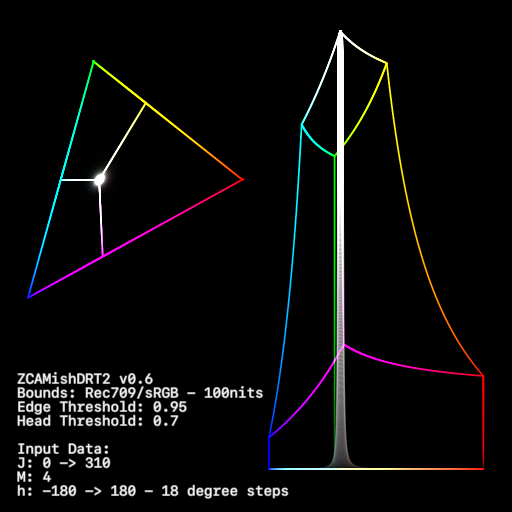 ZCAMishDRT2 v0.6
Bounds: Rec709/sRGB - 100nits
Edge Threshold: 0.95
Head Threshold: 0.7
Input Data:
J: 0 -> 310
M: 4
h: -180 -> 180 - 18 degree steps